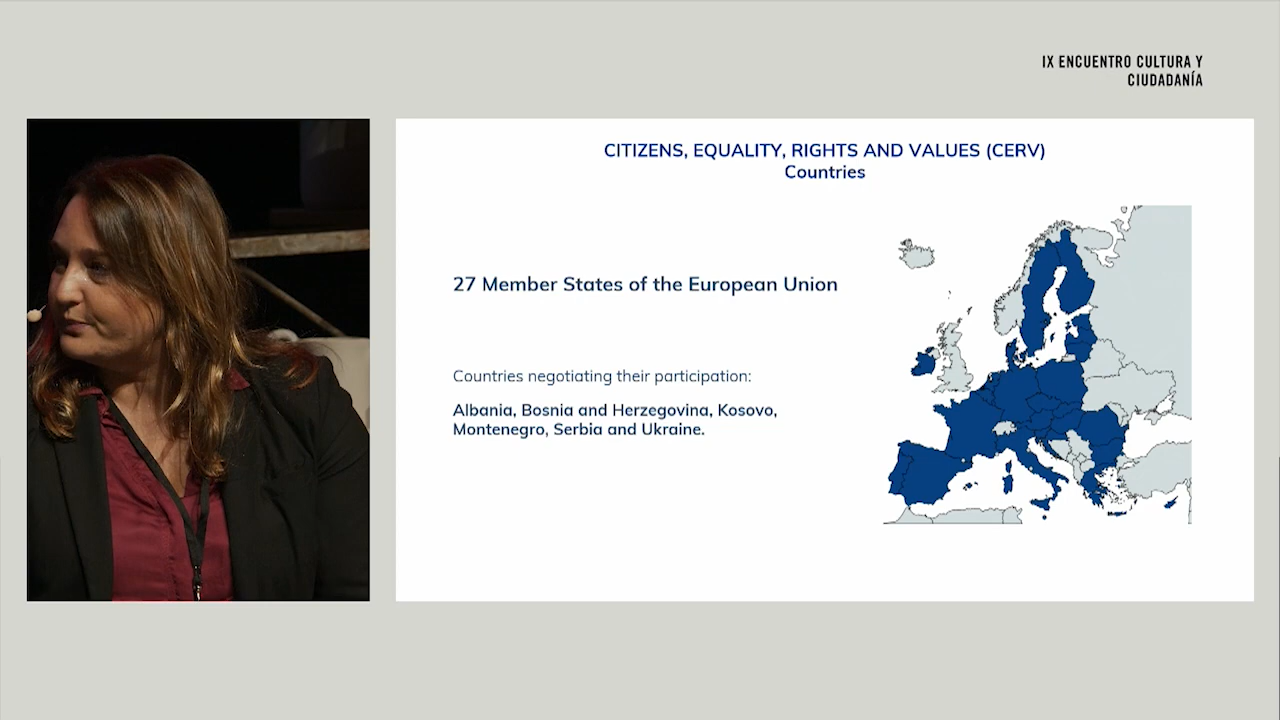 IX ENCUENTRO CULTURA Y
CIUDADANÍA
CITIZENS, EQUALITY, RIGHTS AND VALUES (CERV)
Countries
27 Member States of the European Union
Countries negotiating their participation:
Albania, Bosnia and Herzegovina, Kosovo,
Montenegro, Serbia and Ukraine.